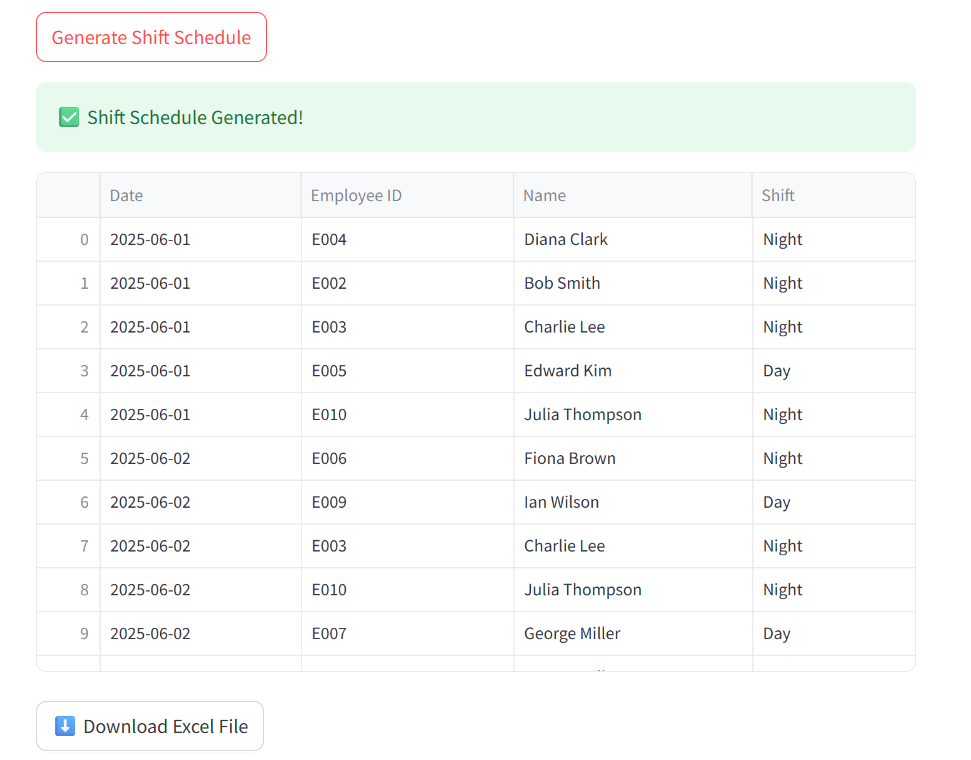 Generate Shift Schedule
✅ Shift Schedule Generated!
Date Employee ID Name Shift
0 2025-06-01 E004 Diana Clark Night
1 2025-06-01 E002 Bob Smith Night
2 2025-06-01 E003 Charlie Lee Night
3 2025-06-01 E005 Edward Kim Day
4 2025-06-01 E010 Julia Thompson Night
5 2025-06-02 E006 Fiona Brown Night
6 2025-06-02 E009 Ian Wilson Day
7 2025-06-02 E003 Charlie Lee Night
8 2025-06-02 E010 Julia Thompson Night
9 2025-06-02 E007 George Miller Day
⬇️ Download Excel File